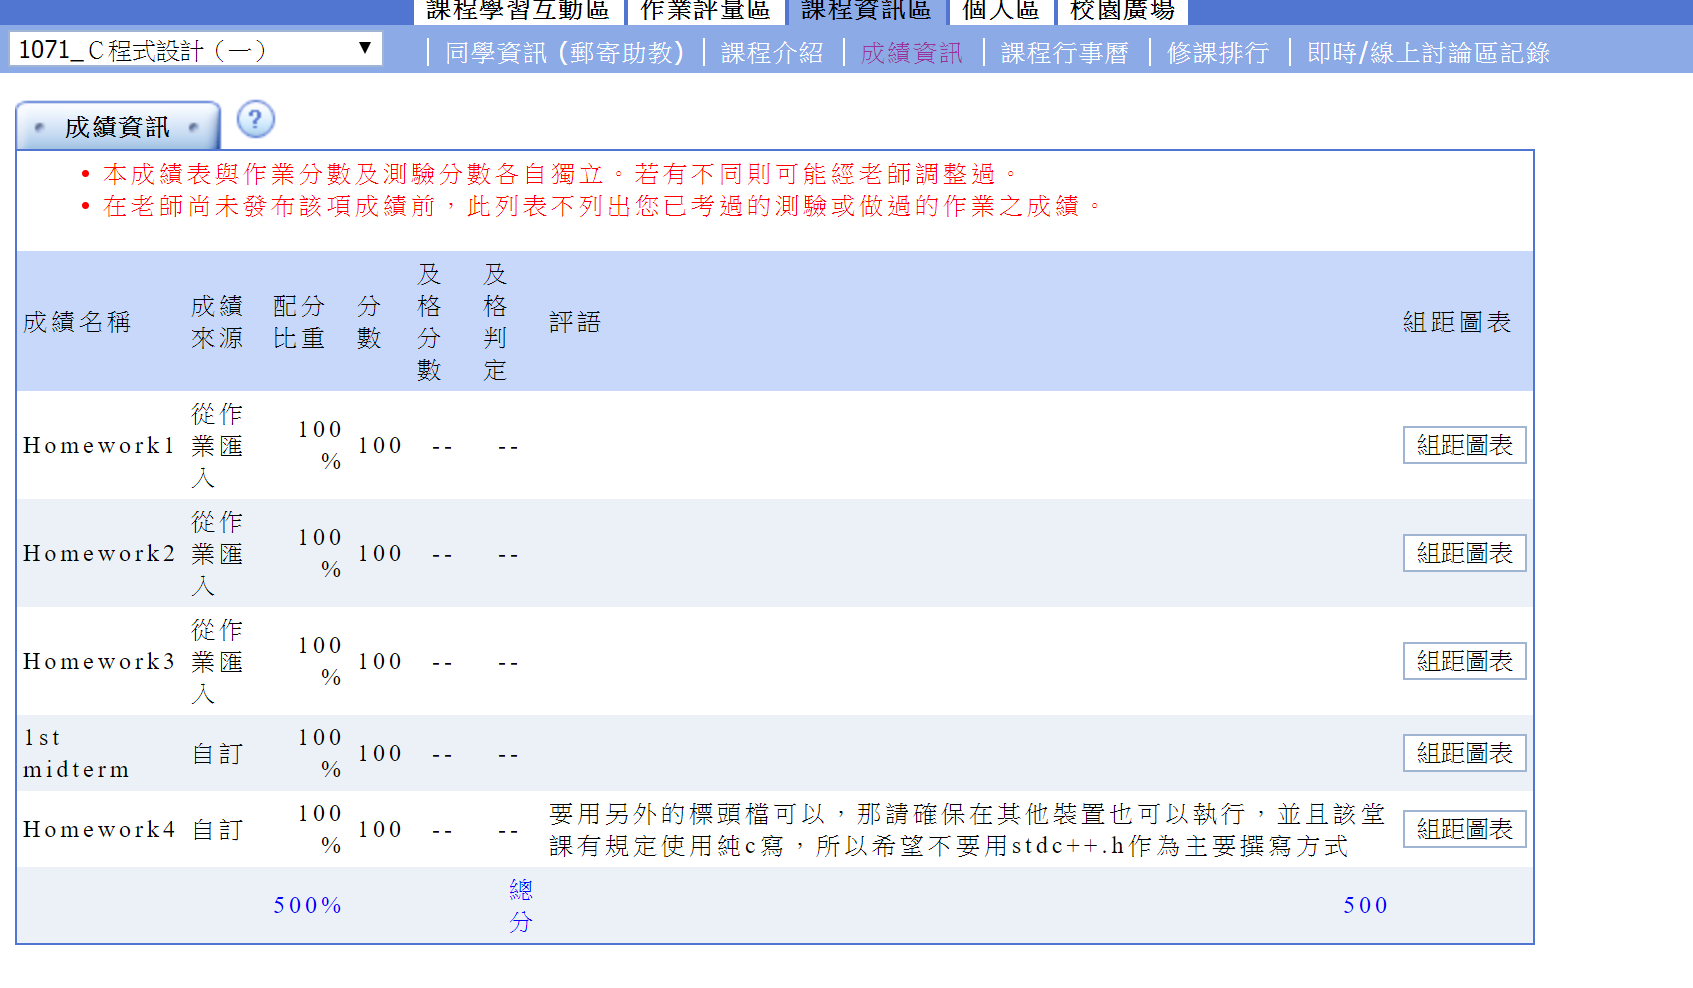 課程學習互動區 作業評量區 課程資訊區 個人區 校園廣場
1071_C程式設計（一） ▼ 同學資訊 (郵寄助教) 課程介紹 成績資訊 課程行事曆 修課排行 即時/線上討論區記錄
成績資訊 ?
• 本成績表與作業分數及測驗分數各自獨立。若有不同則可能經老師調整過。
• 在老師尚未發布該項成績前，此列表不列出您已考過的測驗或做過的作業之成績。
成績名稱 成績來源 配分比重 分數 及格分數 及格判定 評語 組距圖表
Homework1 從作業匯入 100% 100 -- -- 組距圖表
Homework2 從作業匯入 100% 100 -- -- 組距圖表
Homework3 從作業匯入 100% 100 -- -- 組距圖表
1st midterm 自訂 100% 100 -- -- 組距圖表
Homework4 自訂 100% 100 -- -- 要用另外的標頭檔可以，那請確保在其他裝置也可以執行，並且該堂課有規定使用純c寫，所以希望不要用stdc++.h作為主要撰寫方式 組距圖表
500% 總分 500